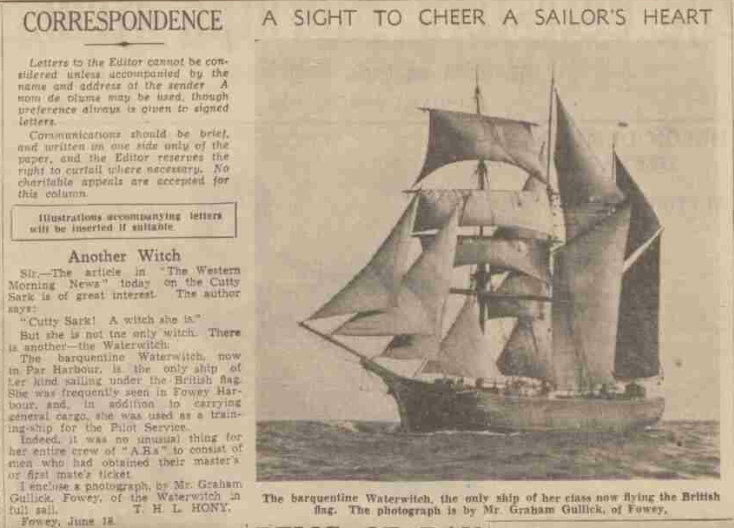 CORRESPONDENCE
Letters to the Editor cannot be con-
sidered unless accompanied by the
name and address of the sender A
nom de plume may be used, though
preference always is given to signed
letters.
Communications should be brief,
and written on one side only of the
paper, and the Editor reserves the
right to curtail where necessary. No
charitable appeals are accepted for
this column.
Illustrations accompanying letters
will be inserted if suitable
Another Witch
Sir,—The article in "The Western
Morning News" today on the Cutty
Sark is of great interest. The author
says:
"Cutty Sark! A witch she is."
But she is not the only witch. There
is another—the Waterwitch.
The barquentine Waterwitch, now
in Par Harbour, is the only ship of
her kind sailing under the British flag.
She was frequently seen in Fowey Har-
bour, and, in addition to carrying
general cargo, she was used as a train-
ing-ship for the Pilot Service.
Indeed, it was no unusual thing for
her entire crew of "A.Bs" to consist of
men who had obtained their master's
or first mate's ticket.
I enclose a photograph, by Mr. Graham
Gullick, Fowey, of the Waterwitch in
full sail. T. H. L. HONY.
Fowey, June 18
A SIGHT TO CHEER A SAILOR'S HEART
The barquentine Waterwitch, the only ship of her class now flying the British
flag. The photograph is by Mr. Graham Gullick, of Fowey.